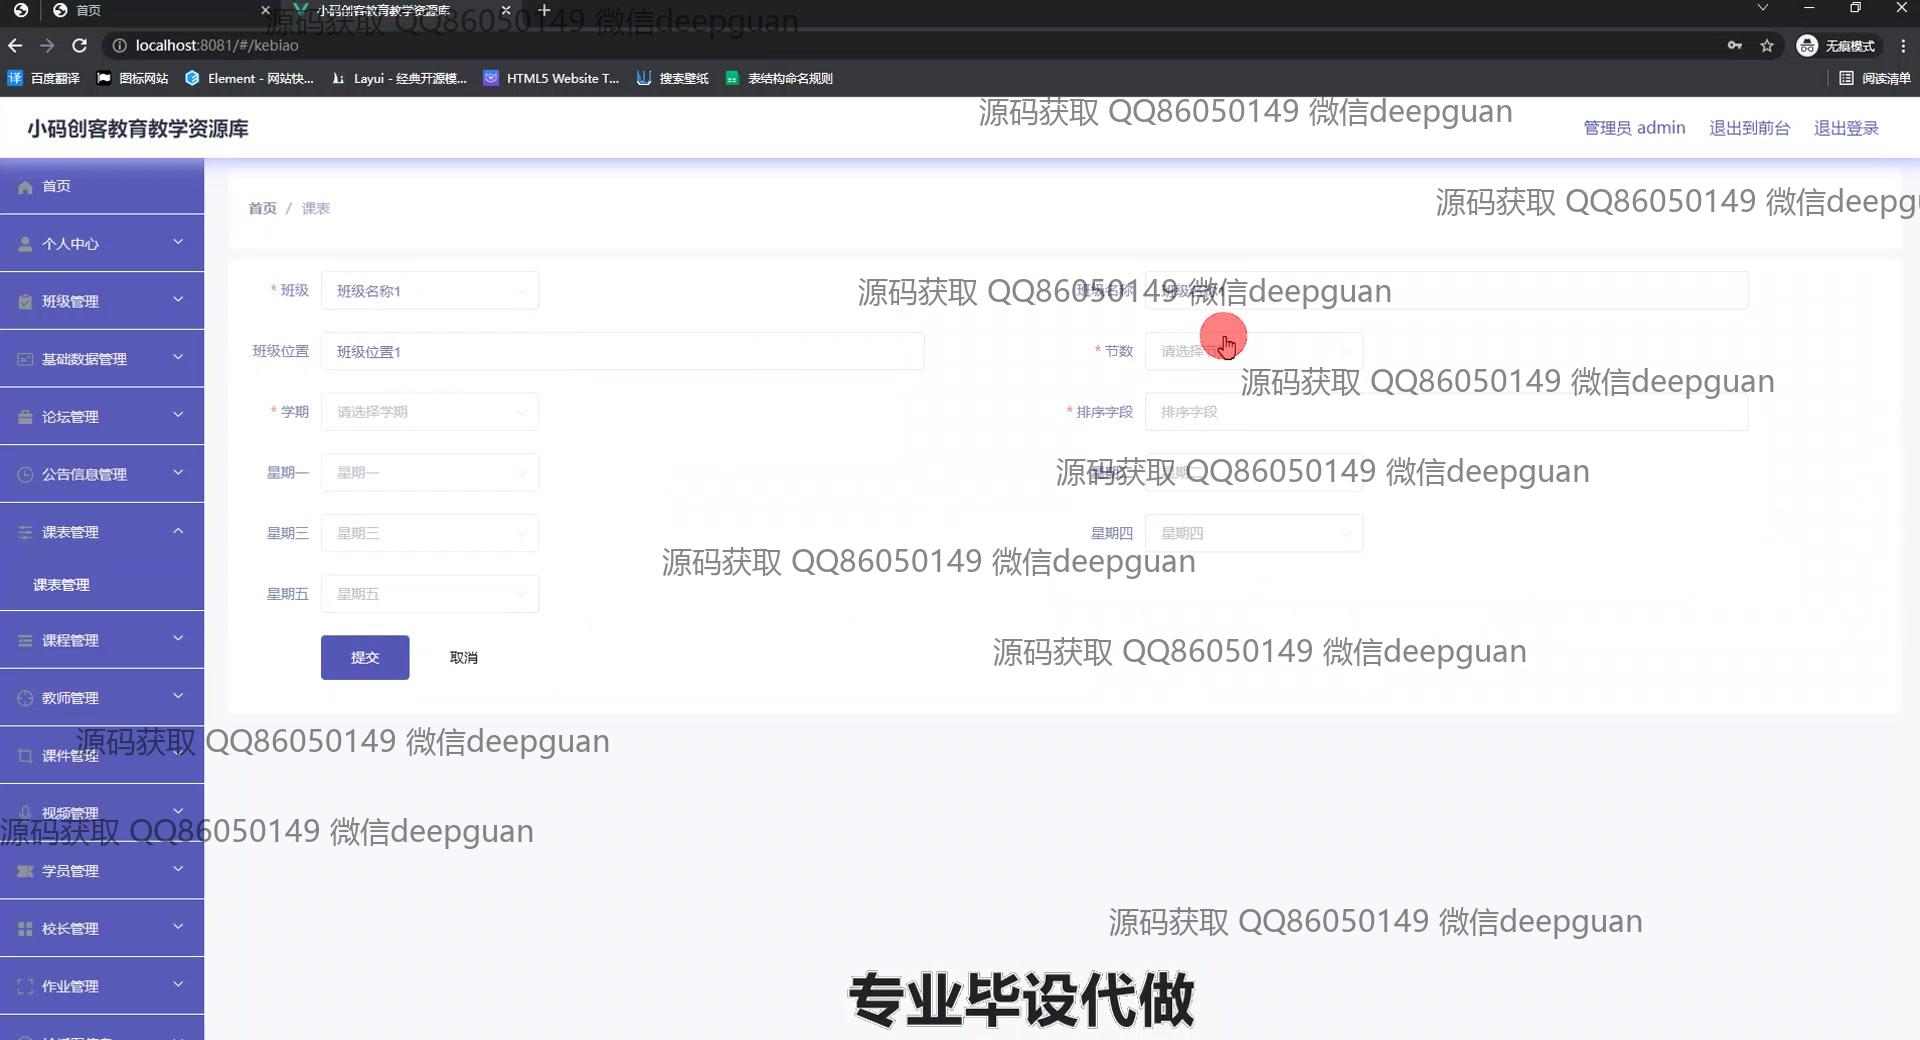 首页
小码创客教育教学资源库
源码获取 QQ86050149 微信deepguan
localhost:8081/#/kebiao
无痕模式
百度翻译
图标网站
Element - 网站快...
Layui - 经典开源模...
HTML5 Website T...
搜索壁纸
表结构命名规则
阅读清单
小码创客教育教学资源库
源码获取 QQ86050149 微信deepguan
管理员 admin
退出到前台
退出登录
首页
个人中心
班级管理
基础数据管理
论坛管理
公告信息管理
课表管理
课表管理
课程管理
教师管理
课件管理
视频管理
学员管理
校长管理
作业管理
首页 / 课表
源码获取 QQ86050149 微信deepgu
* 班级 班级名称1
班级名称
源码获取 QQ86050149 微信deepguan
班级位置 班级位置1
* 节数 请选择
源码获取 QQ86050149 微信deepguan
* 学期 请选择学期
* 排序字段 排序字段
星期一 星期一
源码获取 QQ86050149 微信deepguan
星期三 星期三
星期四 星期四
源码获取 QQ86050149 微信deepguan
星期五 星期五
提交
取消
源码获取 QQ86050149 微信deepguan
源码获取 QQ86050149 微信deepguan
源码获取 QQ86050149 微信deepguan
源码获取 QQ86050149 微信deepguan
专业毕设代做